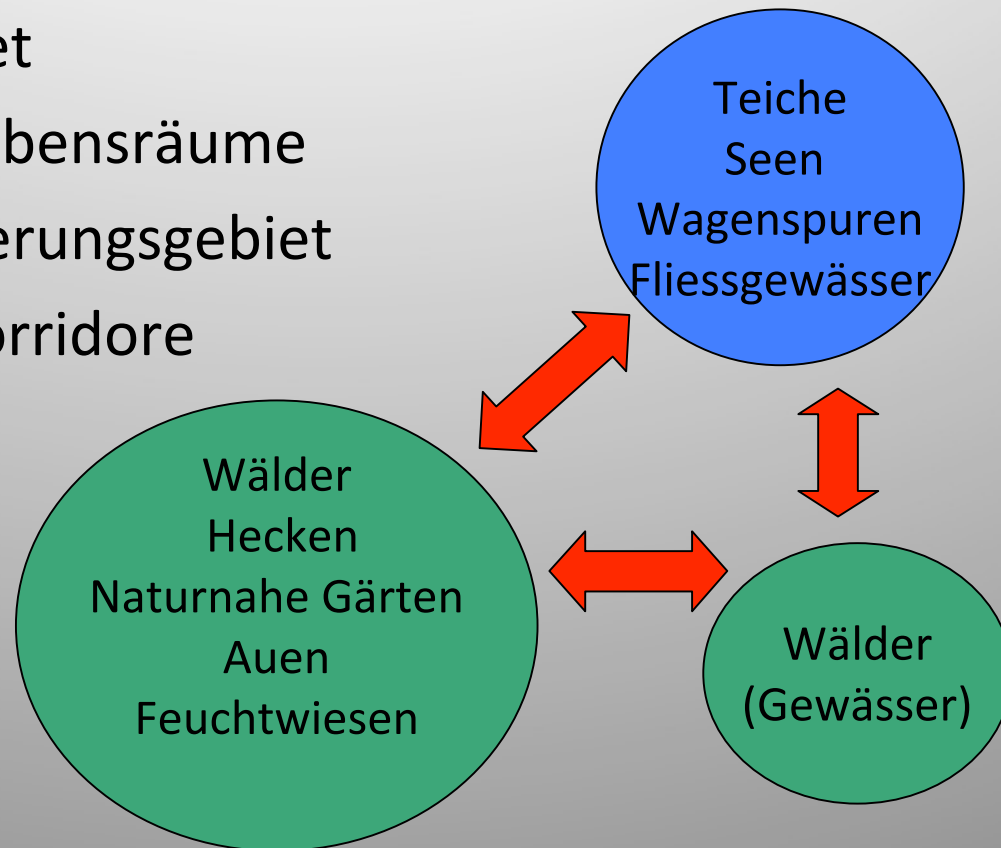 et
bensräume
erungsgebiet
orridore
Teiche
Seen
Wagenspuren
Fliessgewässer
Wälder
Hecken
Naturnahe Gärten
Auen
Feuchtwiesen
Wälder
(Gewässer)